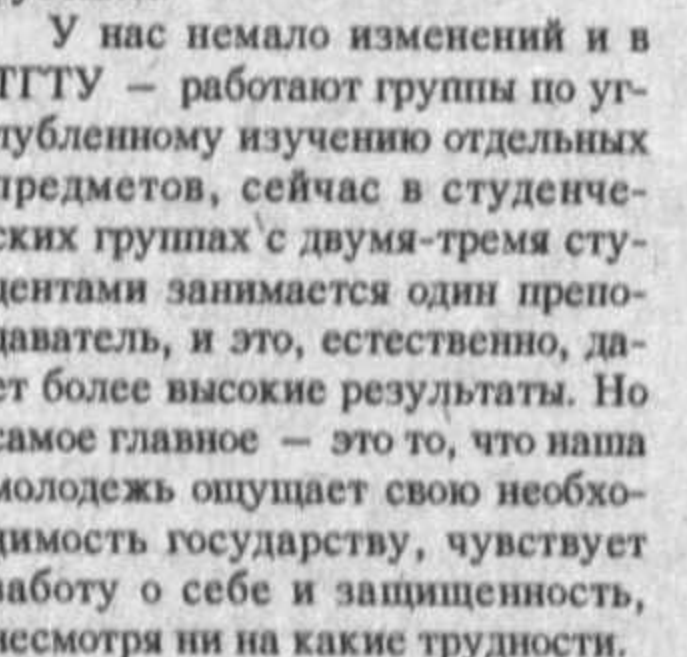 У нас немало изменений и в
ТГТУ — работают группы по уг-
лубленному изучению отдельных
предметов, сейчас в студенче-
ских группах с двумя-тремя сту-
дентами занимается один препо-
даватель, и это, естественно, да-
ет более высокие результаты. Но
самое главное — это то, что наша
молодежь ощущает свою необхо-
димость государству, чувствует
заботу о себе и защищенность,
несмотря ни на какие трудности.